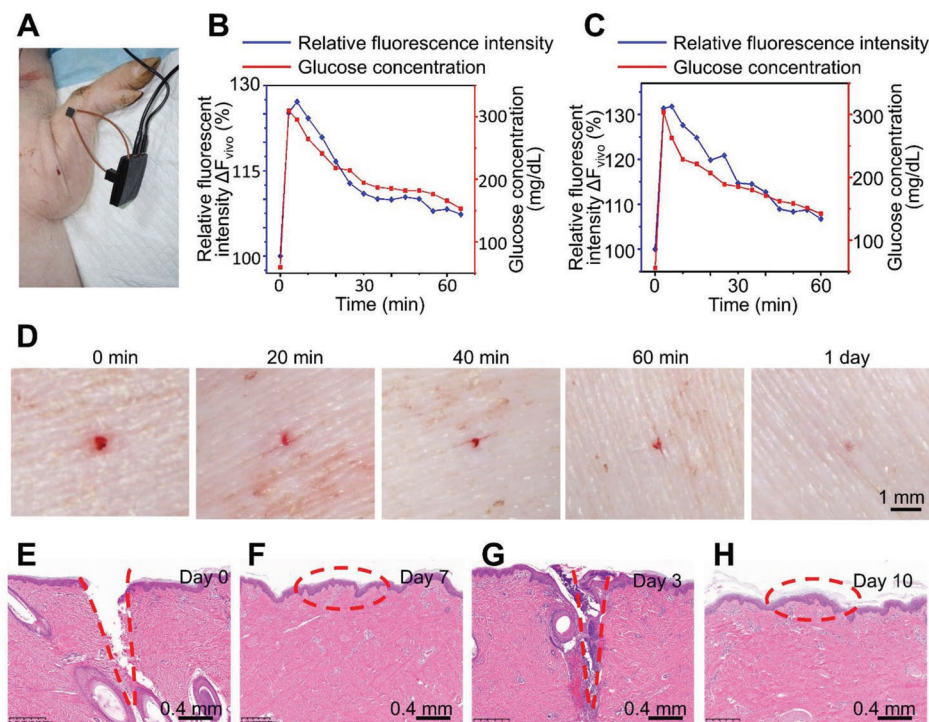 A
B
Relative fluorescence intensity
Glucose concentration
130
115
100
Relative fluorescent
intensity ΔFvivo (%)
300
200
100
Glucose concentration
(mg/dL)
0
30
60
Time (min)
C
Relative fluorescence intensity
Glucose concentration
130
120
110
100
Relative fluorescent
intensity ΔFvivo (%)
300
200
100
Glucose concentration
(mg/dL)
0
30
60
Time (min)
D
0 min
20 min
40 min
60 min
1 day
1 mm
E
Day 0
0.4 mm
F
Day 7
0.4 mm
G
Day 3
0.4 mm
H
Day 10
0.4 mm